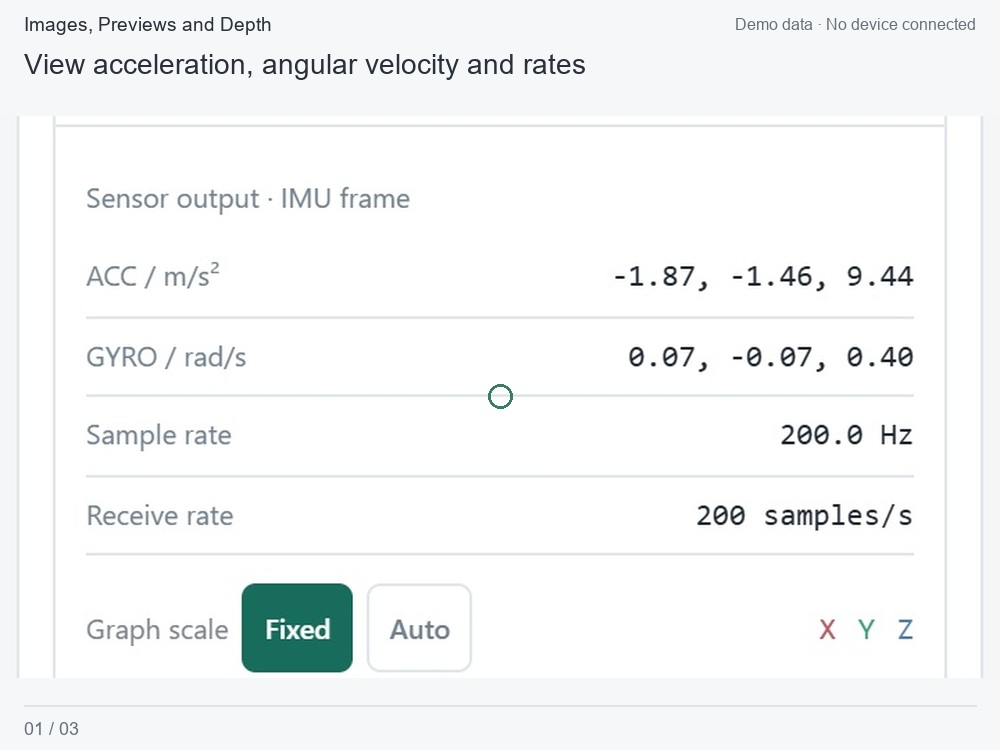 Images, Previews and Depth
Demo data · No device connected
View acceleration, angular velocity and rates
Sensor output · IMU frame
ACC / m/s² -1.87, -1.46, 9.44
GYRO / rad/s 0.07, -0.07, 0.40
Sample rate 200.0 Hz
Receive rate 200 samples/s
Graph scale Fixed Auto X Y Z
01 / 03